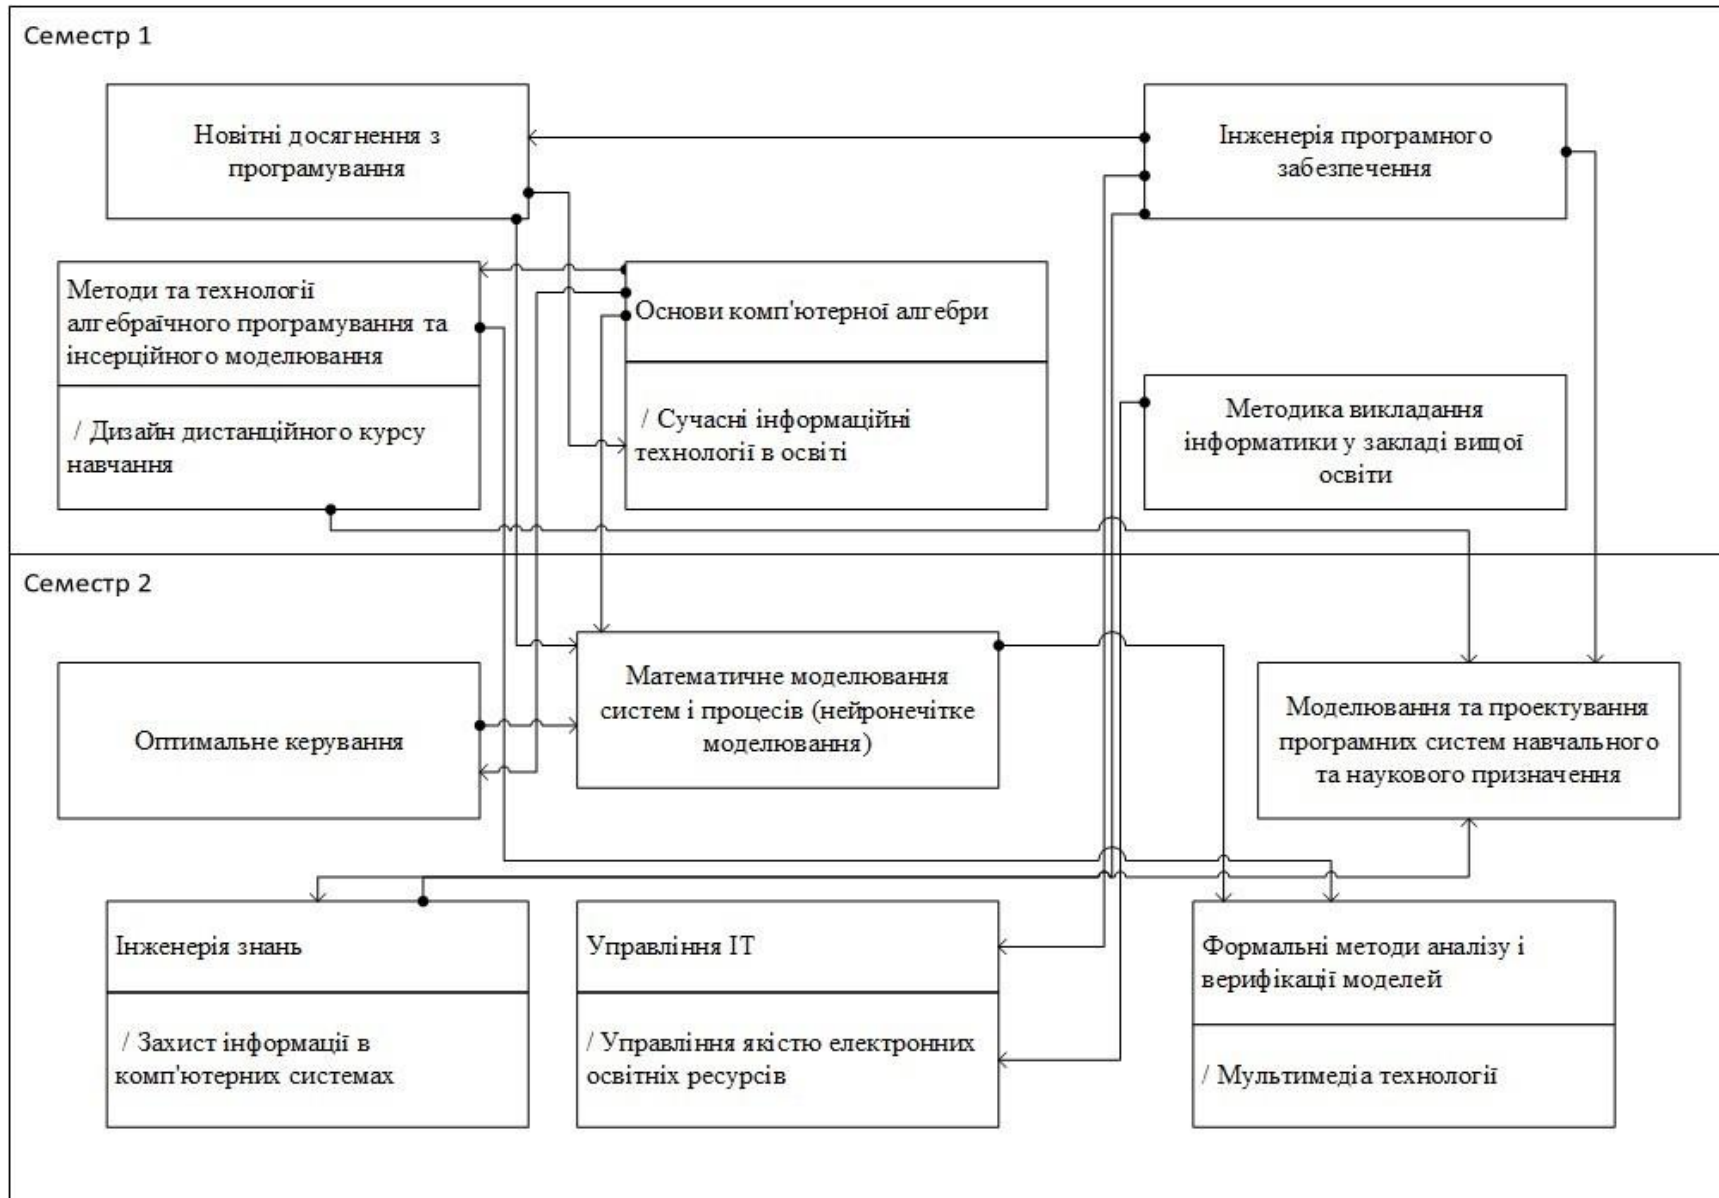 Семестр 1
Новітні досягнення з
програмування
Інженерія програмного
забезпечення
Методи та технології
алгебраїчного програмування та
інсерційного моделювання
/ Дизайн дистанційного курсу
навчання
Основи комп'ютерної алгебри
/ Сучасні інформаційні
технології в освіті
Методика викладання
інформатики у закладі вищої
освіти
Семестр 2
Оптимальне керування
Математичне моделювання
систем і процесів (нейронечітке
моделювання)
Моделювання та проектування
програмних систем навчального
та наукового призначення
Інженерія знань
/ Захист інформації в
комп'ютерних системах
Управління ІТ
/ Управління якістю електронних
освітніх ресурсів
Формальні методи аналізу і
верифікації моделей
/ Мультимедіа технології